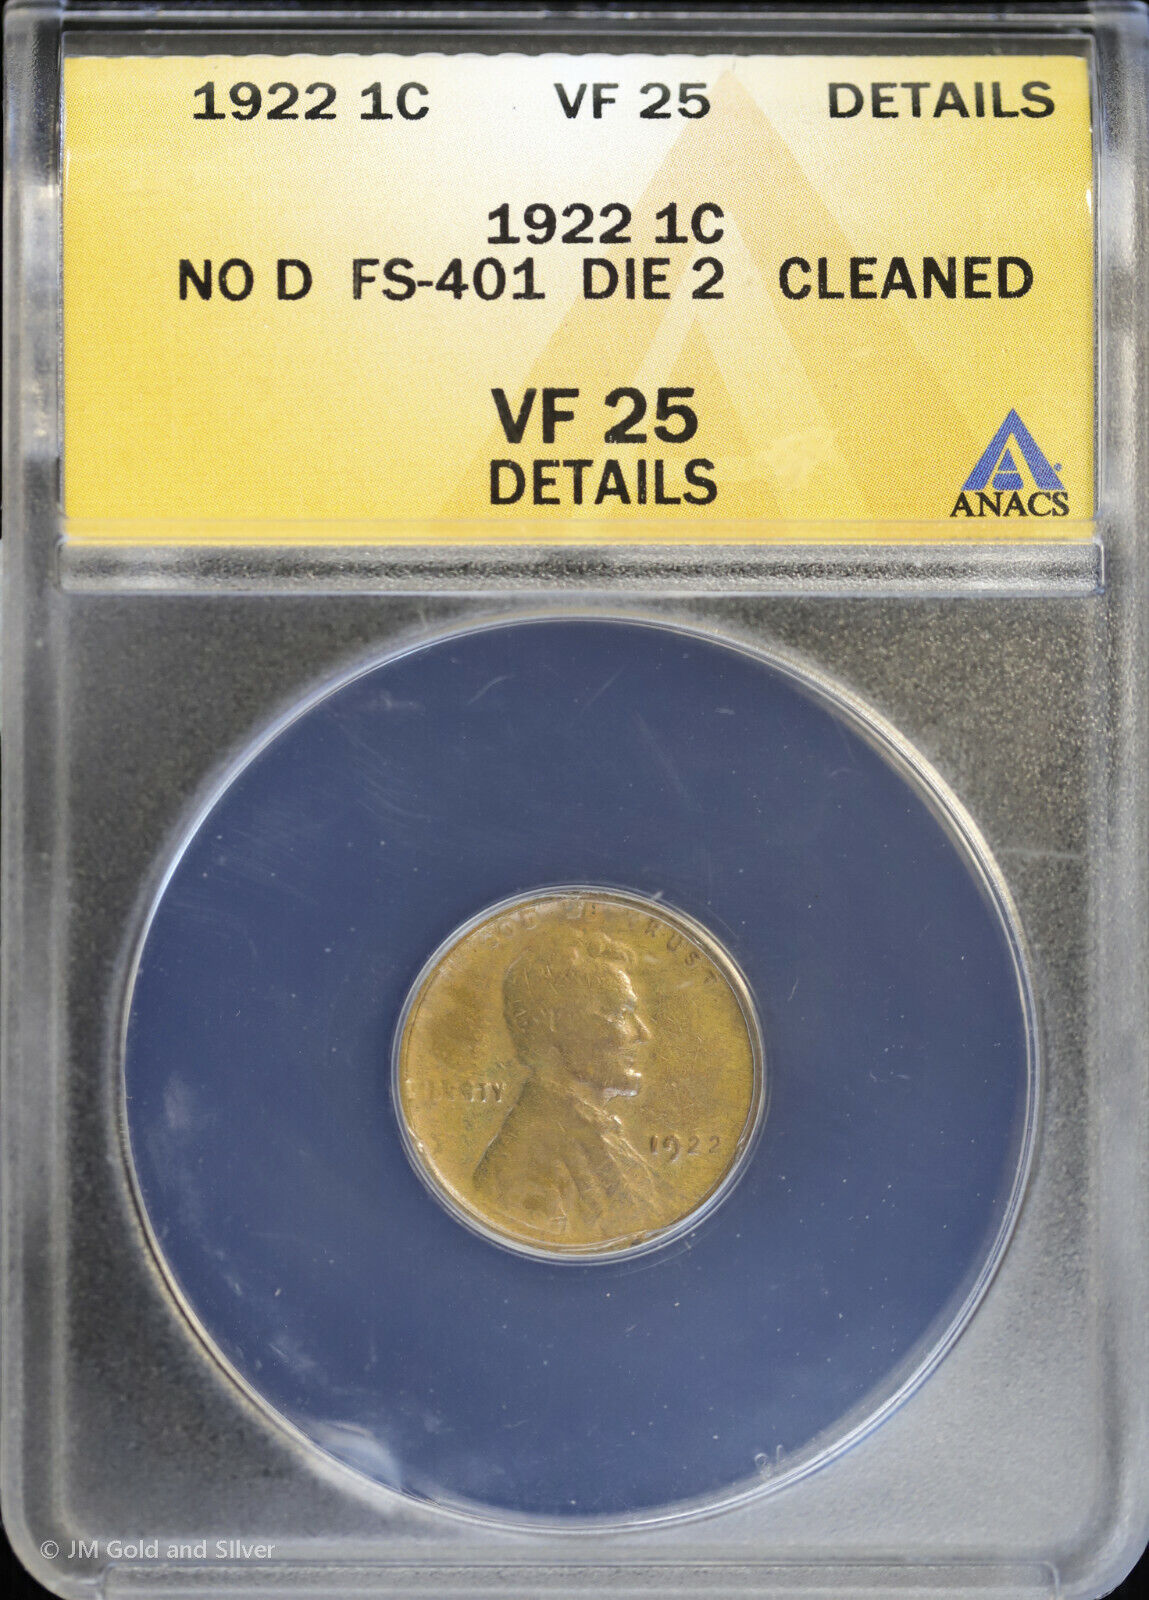 1922 1C VF 25 DETAILS
1922 1C
NO D FS-401 DIE 2 CLEANED
VF 25
DETAILS
ANACS
TRUST
LIBERTY
1922
© JM Gold and Silver